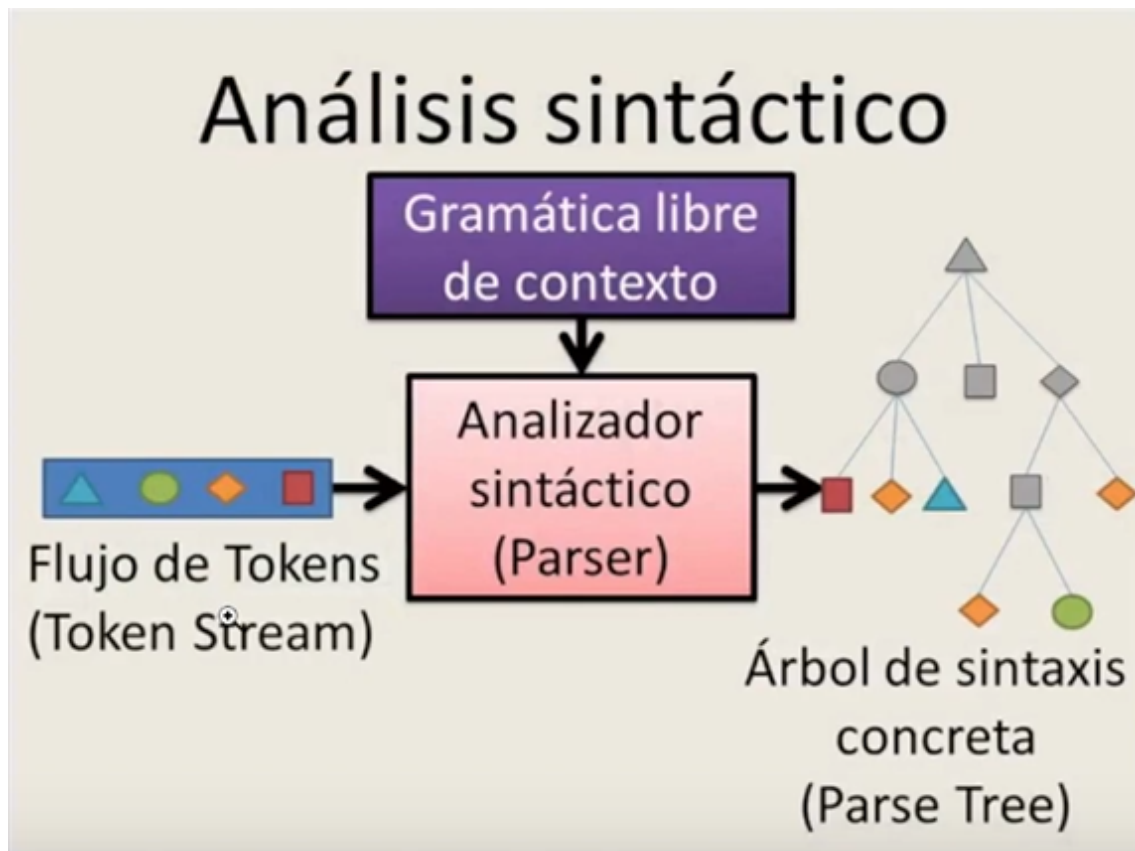 Análisis sintáctico
Gramática libre
de contexto
Analizador
sintáctico
(Parser)
Flujo de Tokens
(Token Stream)
Árbol de sintaxis
concreta
(Parse Tree)